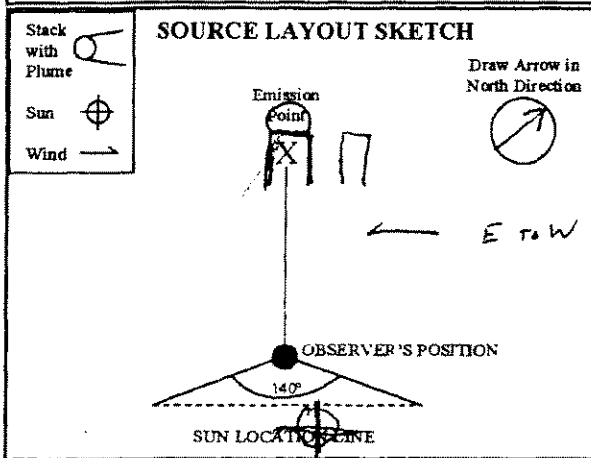 Stack
with
Plume
Sun
Wind
SOURCE LAYOUT SKETCH
Draw Arrow in
North Direction
Emission
Point
X
E To W
OBSERVER'S POSITION
140°
SUN LOCATION LINE